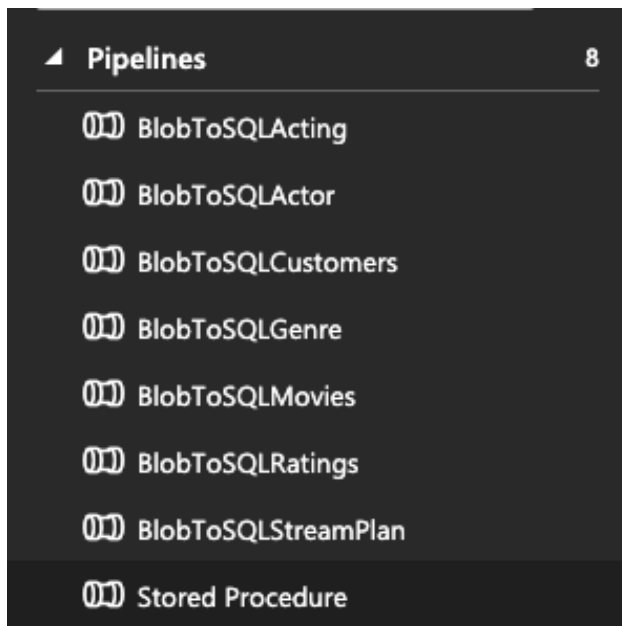 Pipelines 8
BlobToSQLActing
BlobToSQLActor
BlobToSQLCustomers
BlobToSQLGenre
BlobToSQLMovies
BlobToSQLRatings
BlobToSQLStreamPlan
Stored Procedure